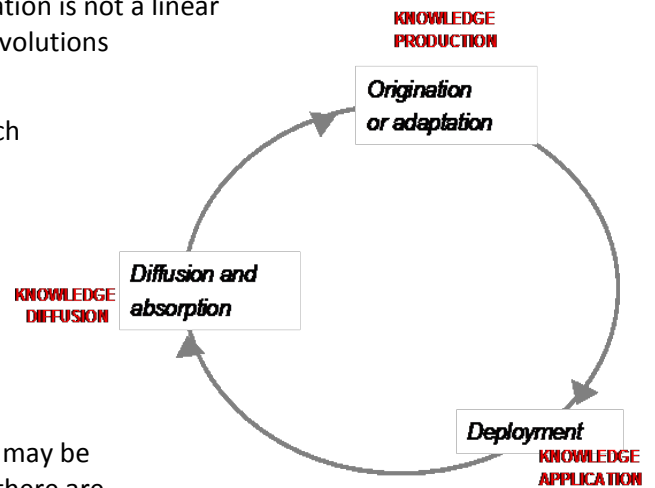 ation is not a linear
volutions
ch
may be
there are
KNOWLEDGE
PRODUCTION
Origination
or adaptation
Diffusion and
absorption
KNOWLEDGE
DIFFUSION
Deployment
KNOWLEDGE
APPLICATION